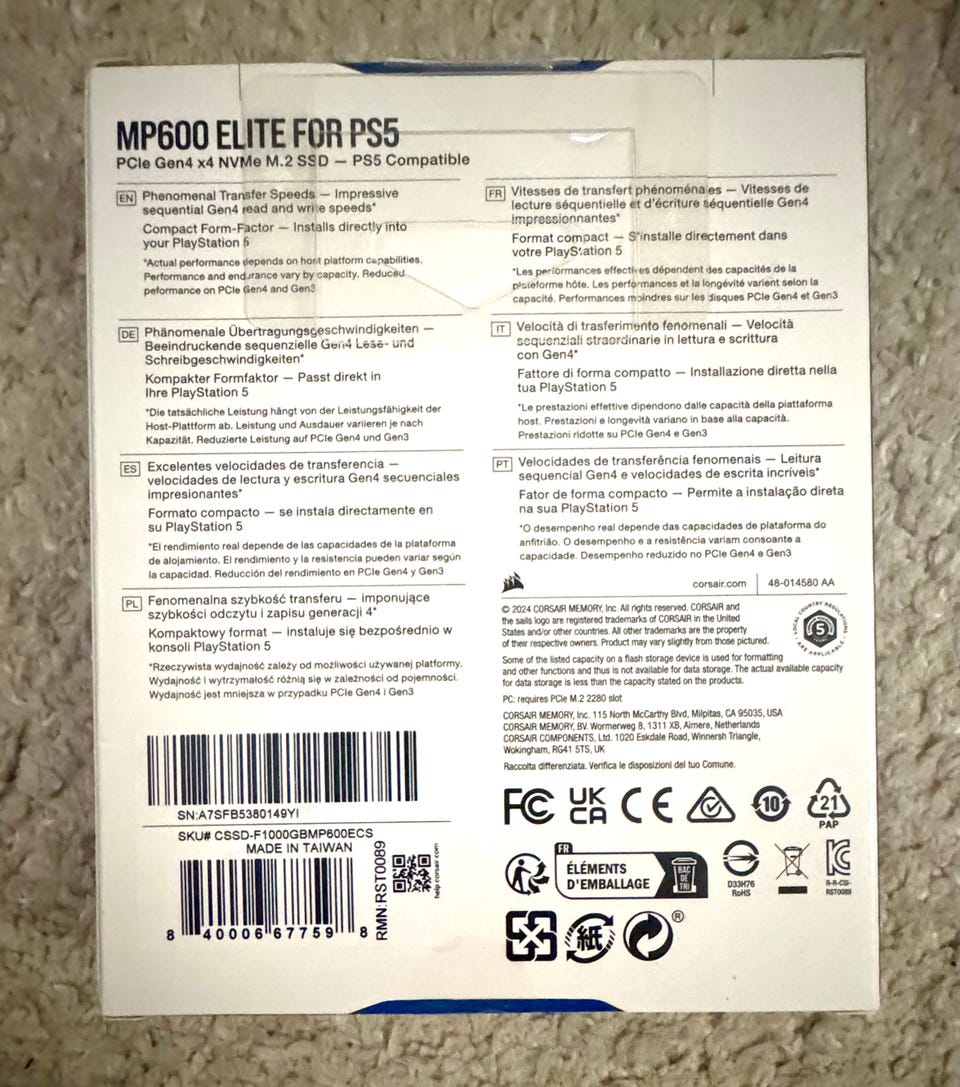 MP600 ELITE FOR PS5
PCIe Gen4 x4 NVMe M.2 SSD — PS5 Compatible
EN
Phenomenal Transfer Speeds — Impressive
sequential Gen4 read and write speeds*
Compact Form-Factor — Installs directly into
your PlayStation 5
*Actual performance depends on host platform capabilities.
Performance and endurance vary by capacity. Reduced
peformance on PCIe Gen4 and Gen3
DE
Phänomenale Übertragungsgeschwindigkeiten —
Beeindruckende sequenzielle Gen4 Lese- und
Schreibgeschwindigkeiten*
Kompakter Formfaktor — Passt direkt in
Ihre PlayStation 5
*Die tatsächliche Leistung hängt von der Leistungsfähigkeit der
Host-Plattform ab. Leistung und Ausdauer variieren je nach
Kapazität. Reduzierte Leistung auf PCIe Gen4 und Gen3
ES
Excelentes velocidades de transferencia —
velocidades de lectura y escritura Gen4 secuenciales
impresionantes*
Formato compacto — se instala directamente en
su PlayStation 5
*El rendimiento real depende de las capacidades de la plataforma
de alojamiento. El rendimiento y la resistencia pueden variar según
la capacidad. Reducción del rendimiento en PCIe Gen4 y Gen3
PL
Fenomenalna szybkość transferu — imponujące
szybkości odczytu i zapisu generacji 4*
Kompaktowy format — instaluje się bezpośrednio w
konsoli PlayStation 5
*Rzeczywista wydajność zależy od możliwości używanej platformy.
Wydajność i wytrzymałość różnią się w zależności od pojemności.
Wydajność jest mniejsza w przypadku PCIe Gen4 i Gen3
SN:A7SFB5380149YI
SKU# CSSD-F1000GBMP600ECS
MADE IN TAIWAN
8 40006 67759 8
RMN:RST0089
help.corsair.com
FR
Vitesses de transfert phénoménales — Vitesses de
lecture séquentielle et d'écriture séquentielle Gen4
impressionnantes*
Format compact — S'installe directement dans
votre PlayStation 5
*Les performances effectives dépendent des capacités de la
plateforme hôte. Les performances et la longévité varient selon la
capacité. Performances moindres sur les disques PCIe Gen4 et Gen3
IT
Velocità di trasferimento fenomenali — Velocità
sequenziali straordinarie in lettura e scrittura
con Gen4*
Fattore di forma compatto — Installazione diretta nella
tua PlayStation 5
*Le prestazioni effettive dipendono dalle capacità della piattaforma
host. Prestazioni e longevità variano in base alla capacità.
Prestazioni ridotte su PCIe Gen4 e Gen3
PT
Velocidades de transferência fenomenais — Leitura
sequencial Gen4 e velocidades de escrita incríveis*
Fator de forma compacto — Permite a instalação direta
na sua PlayStation 5
*O desempenho real depende das capacidades de plataforma do
anfitrião. O desempenho e a resistência variam consoante a
capacidade. Desempenho reduzido no PCIe Gen4 e Gen3
corsair.com
48-014580 AA
© 2024 CORSAIR MEMORY, Inc. All rights reserved. CORSAIR and
the sails logo are registered trademarks of CORSAIR in the United
States and/or other countries. All other trademarks are the property
of their respective owners. Product may vary slightly from those pictured.
LOCAL COUNTRY REGULATIONS
5
ARE APPLICABLE
Some of the listed capacity on a flash storage device is used for formatting
and other functions and thus is not available for data storage. The actual available capacity
for data storage is less than the capacity stated on the products.
PC: requires PCIe M.2 2280 slot
CORSAIR MEMORY, Inc. 115 North McCarthy Blvd, Milpitas, CA 95035, USA
CORSAIR MEMORY, BV. Wormerweg 8, 1311 XB, Almere, Netherlands
CORSAIR COMPONENTS, Ltd. 1020 Eskdale Road, Winnersh Triangle,
Wokingham, RG41 5TS, UK
Raccolta differenziata. Verifica le disposizioni del tuo Comune.
FC
UK
CA
CE
10
21
PAP
FR
ÉLÉMENTS
D'EMBALLAGE
BAC
DE
TRI
D33H76
RoHS
R-R-CSI-
RST0089
紙
®